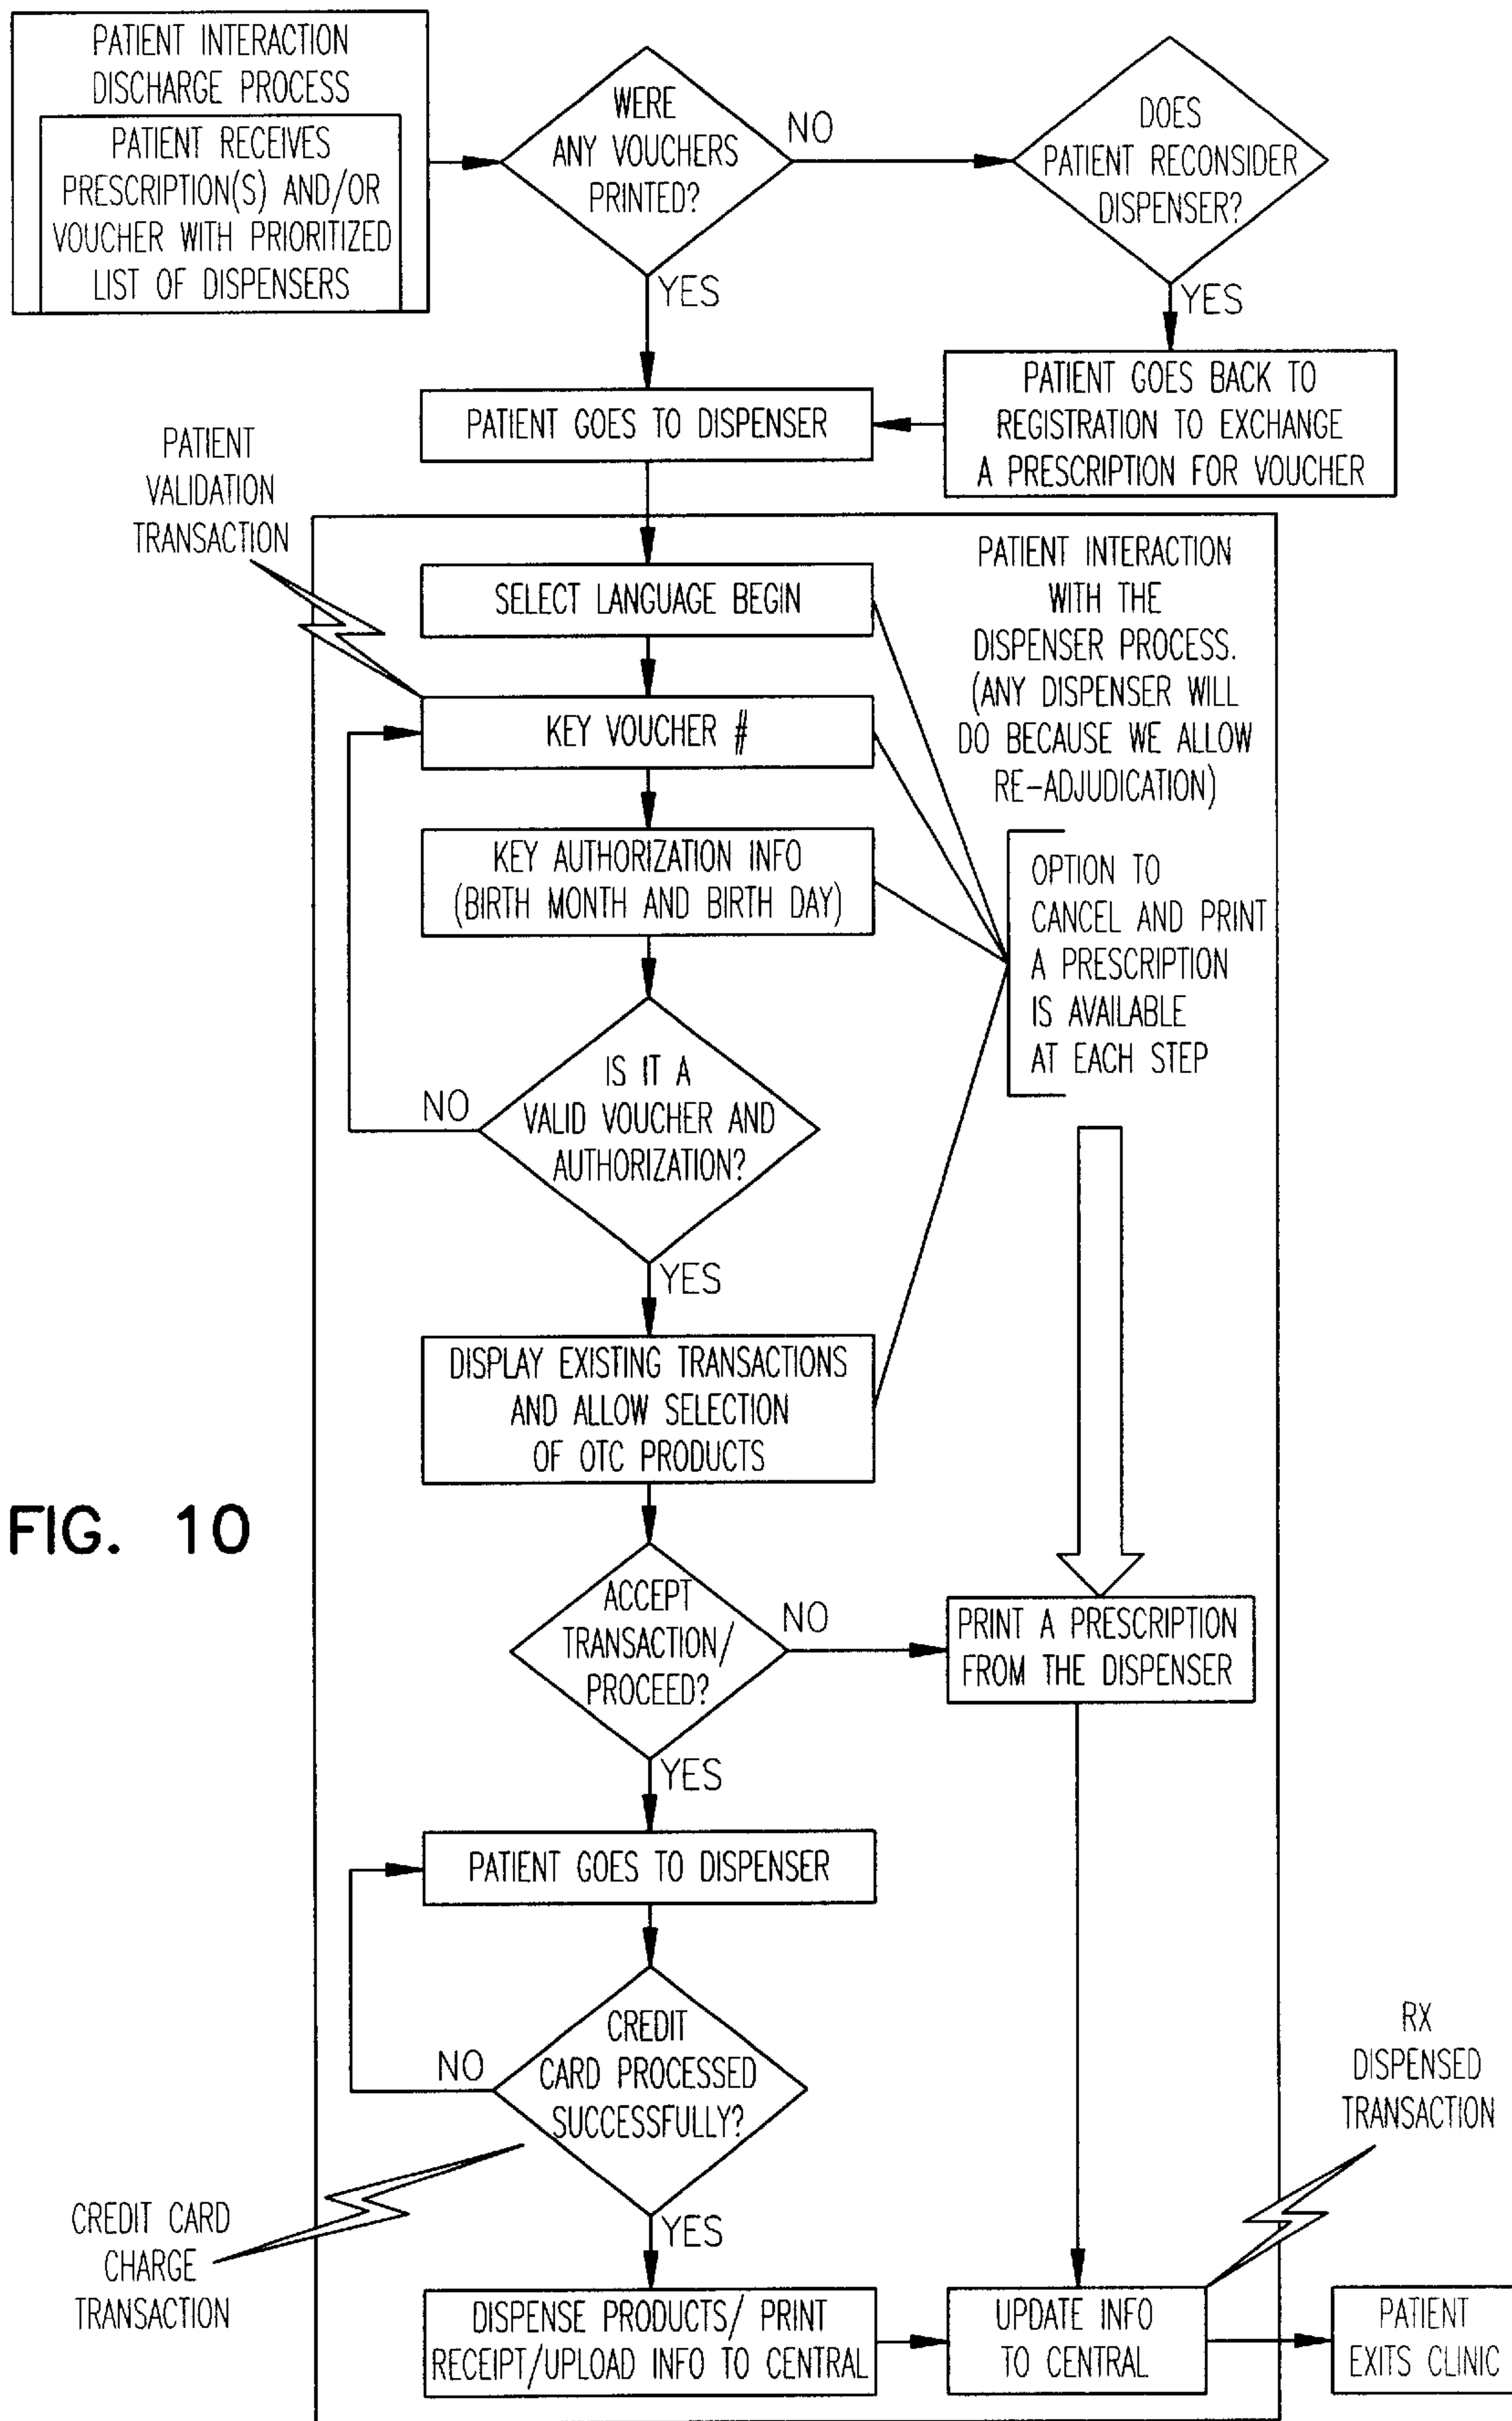 PATIENT INTERACTION
DISCHARGE PROCESS
PATIENT RECEIVES
PRESCRIPTION(S) AND/OR
VOUCHER WITH PRIORITIZED
LIST OF DISPENSERS
WERE
ANY VOUCHERS
PRINTED?
NO
DOES
PATIENT RECONSIDER
DISPENSER?
YES
YES
PATIENT GOES BACK TO
REGISTRATION TO EXCHANGE
A PRESCRIPTION FOR VOUCHER
PATIENT GOES TO DISPENSER
PATIENT
VALIDATION
TRANSACTION
SELECT LANGUAGE BEGIN
PATIENT INTERACTION
WITH THE
DISPENSER PROCESS.
(ANY DISPENSER WILL
DO BECAUSE WE ALLOW
RE-ADJUDICATION)
KEY VOUCHER #
KEY AUTHORIZATION INFO
(BIRTH MONTH AND BIRTH DAY)
OPTION TO
CANCEL AND PRINT
A PRESCRIPTION
IS AVAILABLE
AT EACH STEP
IS IT A
VALID VOUCHER AND
AUTHORIZATION?
NO
YES
DISPLAY EXISTING TRANSACTIONS
AND ALLOW SELECTION
OF OTC PRODUCTS
FIG. 10
ACCEPT
TRANSACTION/
PROCEED?
NO
PRINT A PRESCRIPTION
FROM THE DISPENSER
YES
PATIENT GOES TO DISPENSER
CREDIT
CARD PROCESSED
SUCCESSFULLY?
NO
YES
RX
DISPENSED
TRANSACTION
CREDIT CARD
CHARGE
TRANSACTION
DISPENSE PRODUCTS/ PRINT
RECEIPT/UPLOAD INFO TO CENTRAL
UPDATE INFO
TO CENTRAL
PATIENT
EXITS CLINIC